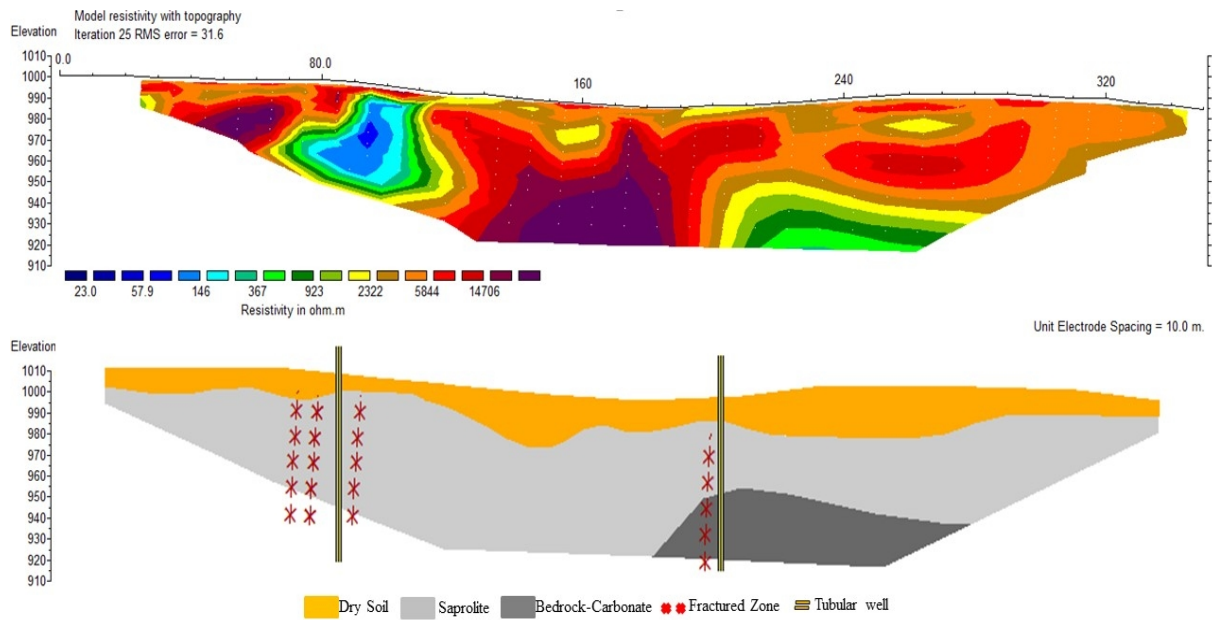 Model resistivity with topography
Elevation
Iteration 25 RMS error = 31.6
1010
1000
990
980
970
960
950
940
930
920
910
0.0 80.0 160 240 320
23.0 57.9 146 367 923 2322 5844 14706
Resistivity in ohm.m
Unit Electrode Spacing = 10.0 m.
Elevation
1010
1000
990
980
970
960
950
940
930
920
910
Dry Soil Saprolite Bedrock-Carbonate Fractured Zone Tubular well